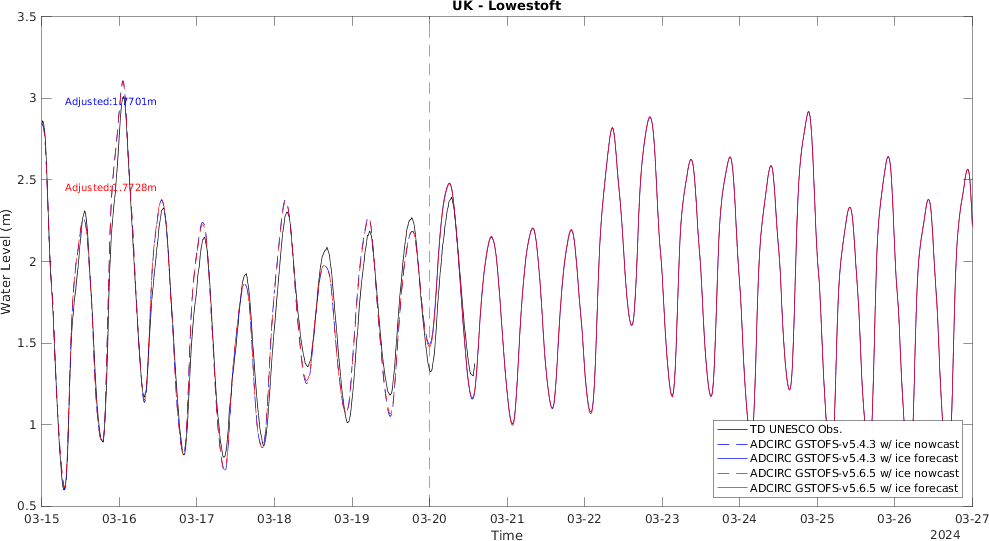 UK - Lowestoft
3.5
3
2.5
2
1.5
1
0.5
Water Level (m)
Adjusted:1.7701m
Adjusted:1.7728m
TD UNESCO Obs.
ADCIRC GSTOFS-v5.4.3 w/ ice nowcast
ADCIRC GSTOFS-v5.4.3 w/ ice forecast
ADCIRC GSTOFS-v5.6.5 w/ ice nowcast
ADCIRC GSTOFS-v5.6.5 w/ ice forecast
03-15 03-16 03-17 03-18 03-19 03-20 03-21 03-22 03-23 03-24 03-25 03-26 03-27
Time
2024